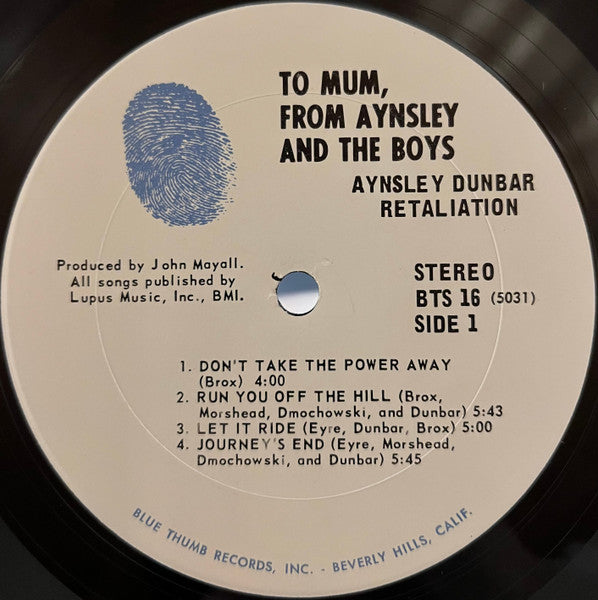 TO MUM,
FROM AYNSLEY
AND THE BOYS
AYNSLEY DUNBAR
RETALIATION
Produced by John Mayall.
All songs published by
Lupus Music, Inc., BMI.
STEREO
BTS 16 (5031)
SIDE 1
1. DON'T TAKE THE POWER AWAY
(Brox) 4:00
2. RUN YOU OFF THE HILL (Brox,
Morshead, Dmochowski, and Dunbar) 5:43
3. LET IT RIDE (Eyre, Dunbar, Brox) 5:00
4. JOURNEY'S END (Eyre, Morshead,
Dmochowski, and Dunbar) 5:45
BLUE THUMB RECORDS, INC. - BEVERLY HILLS, CALIF.